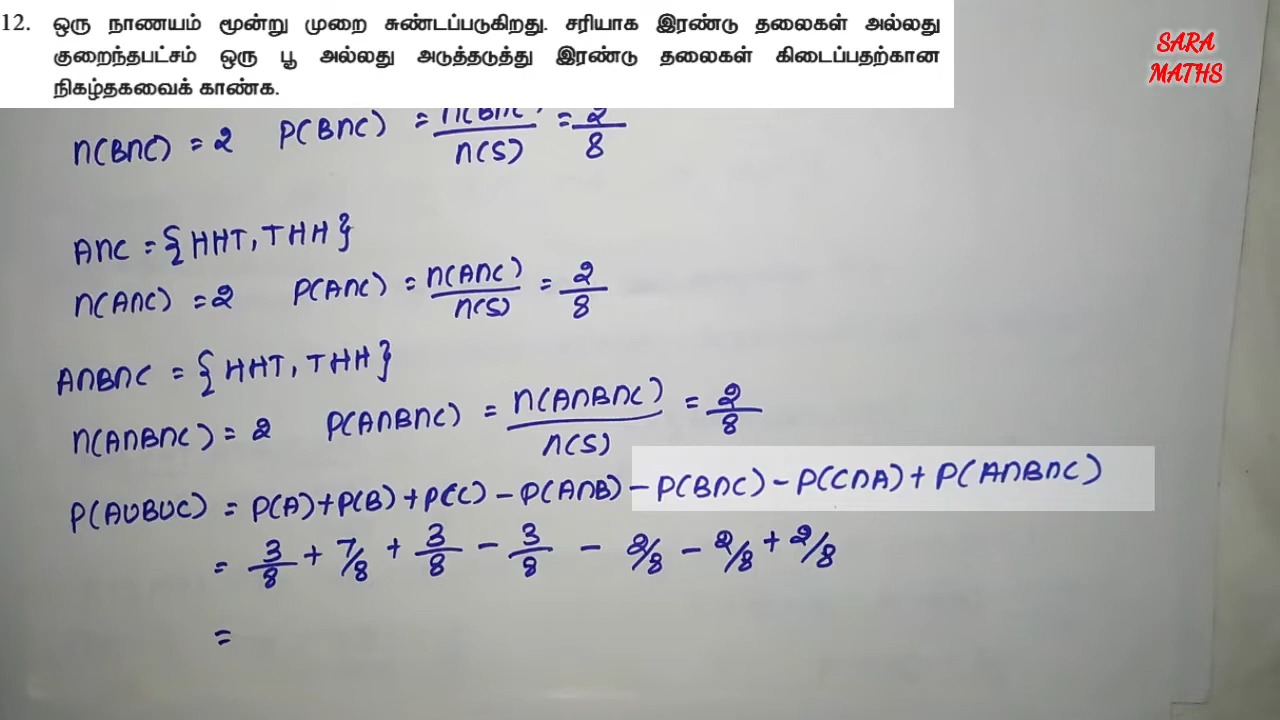 12. ஒரு நாணயம் மூன்று முறை சுண்டப்படுகிறது. சரியாக இரண்டு தலைகள் அல்லது
குறைந்தபட்சம் ஒரு பூ அல்லது அடுத்தடுத்து இரண்டு தலைகள் கிடைப்பதற்கான
நிகழ்தகவைக் காண்க.
SARA
MATHS
n(B∩C) = 2 P(B∩C) = n(B∩C) / n(S) = 2/8
A∩C = {HHT, THH}
n(A∩C) = 2 P(A∩C) = n(A∩C) / n(S) = 2/8
A∩B∩C = {HHT, THH}
n(A∩B∩C) = 2 P(A∩B∩C) = n(A∩B∩C) / n(S) = 2/8
P(A∪B∪C) = P(A) + P(B) + P(C) - P(A∩B) - P(B∩C) - P(C∩A) + P(A∩B∩C)
= 3/8 + 7/8 + 3/8 - 3/8 - 2/8 - 2/8 + 2/8
=